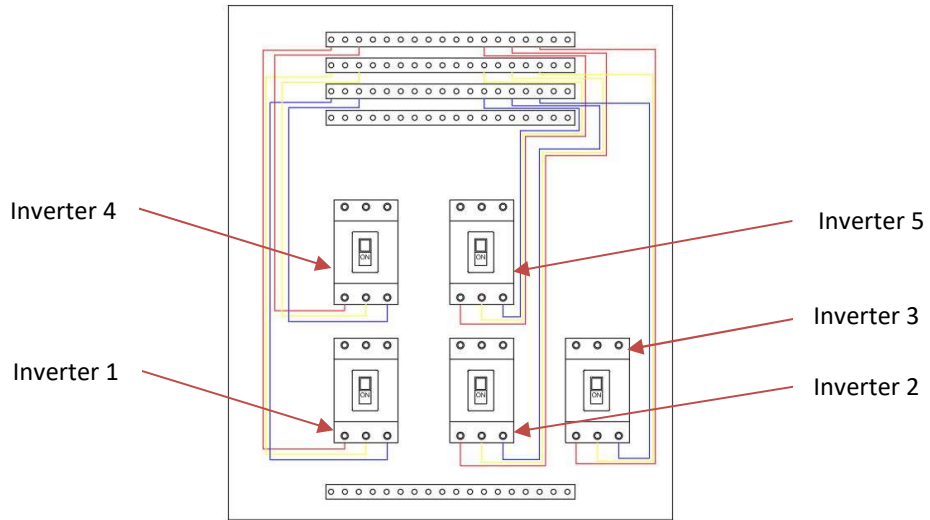 Inverter 4
Inverter 5
ON
ON
Inverter 3
Inverter 1
Inverter 2
ON
ON
ON